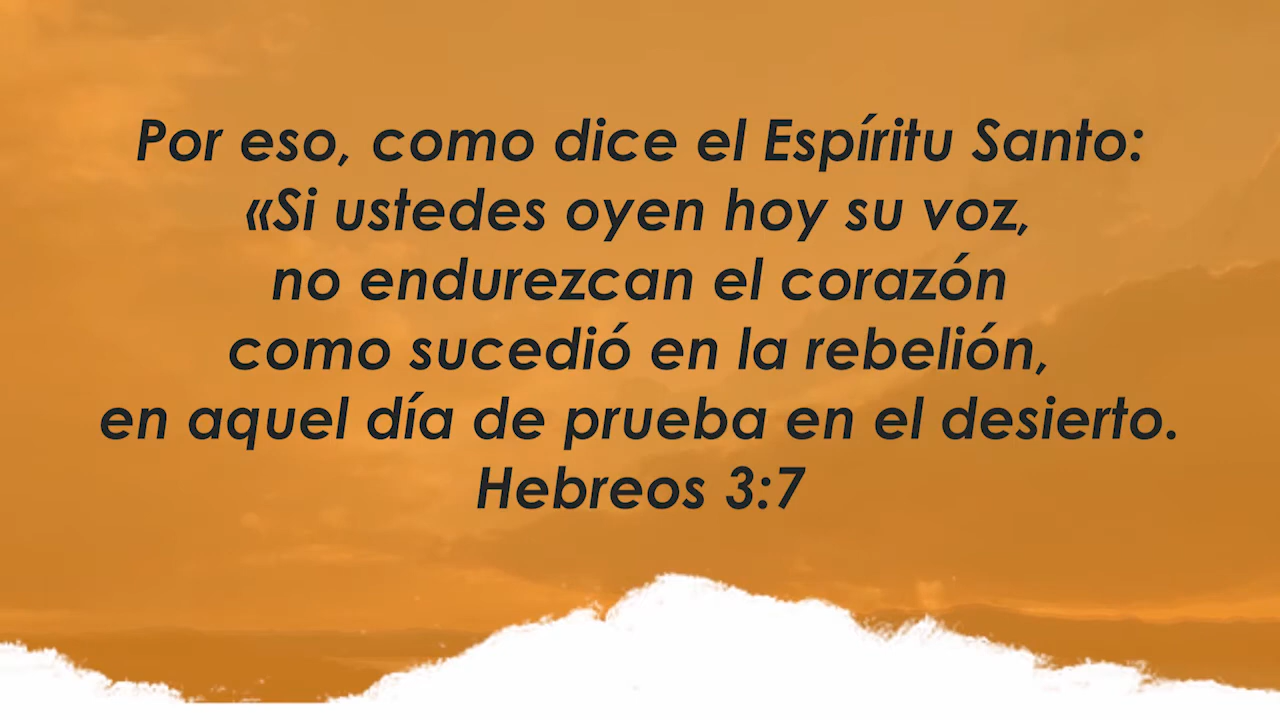 Por eso, como dice el Espíritu Santo:
«Si ustedes oyen hoy su voz,
no endurezcan el corazón
como sucedió en la rebelión,
en aquel día de prueba en el desierto.
Hebreos 3:7